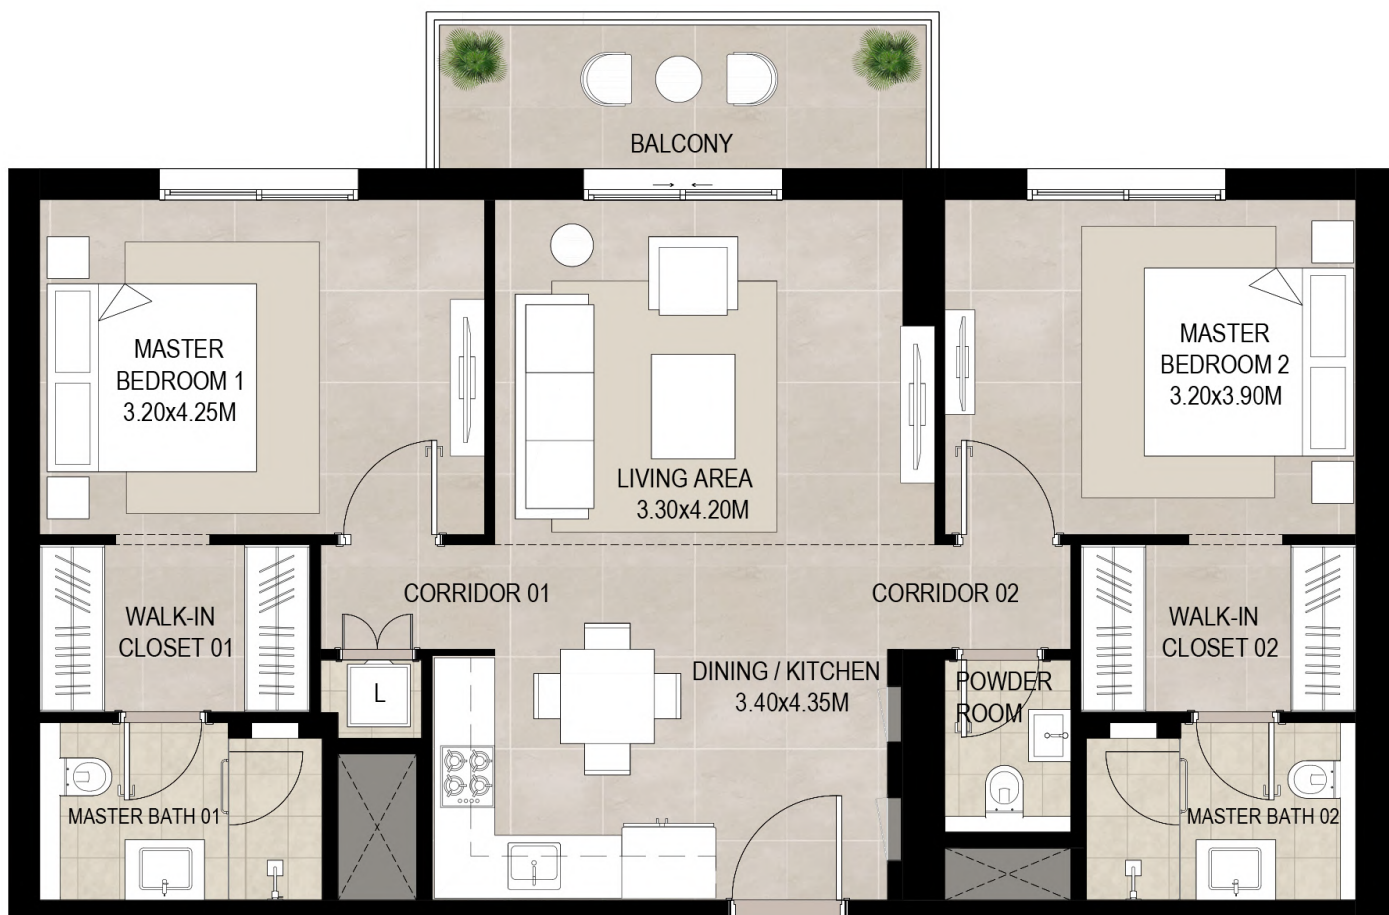 BALCONY
MASTER
BEDROOM 1
3.20x4.25M
MASTER
BEDROOM 2
3.20x3.90M
LIVING AREA
3.30x4.20M
CORRIDOR 01
CORRIDOR 02
WALK-IN
CLOSET 01
WALK-IN
CLOSET 02
L
DINING / KITCHEN
3.40x4.35M
POWDER
ROOM
MASTER BATH 01
MASTER BATH 02